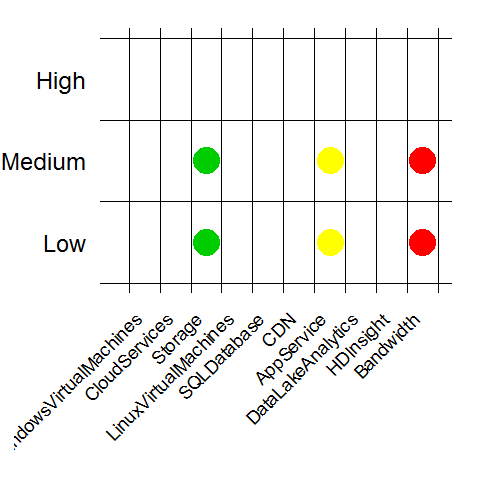 High
Medium
Low
ndowsVirtualMachines
CloudServices
Storage
LinuxVirtualMachines
SQLDatabase
CDN
AppService
DataLakeAnalytics
HDInsight
Bandwidth